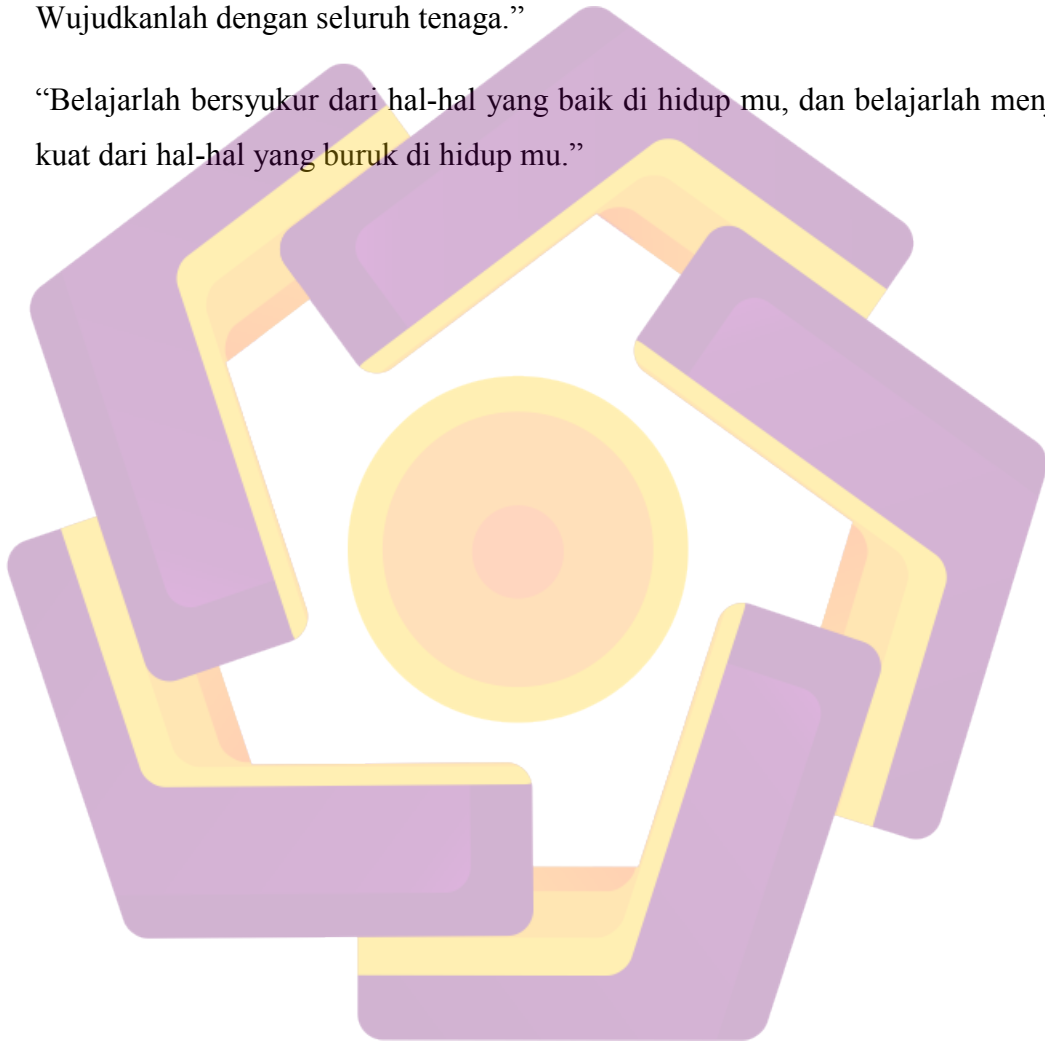 Wujudkanlah dengan seluruh tenaga.”
“Belajarlah bersyukur dari hal-hal yang baik di hidup mu, dan belajarlah
kuat dari hal-hal yang buruk di hidup mu.”